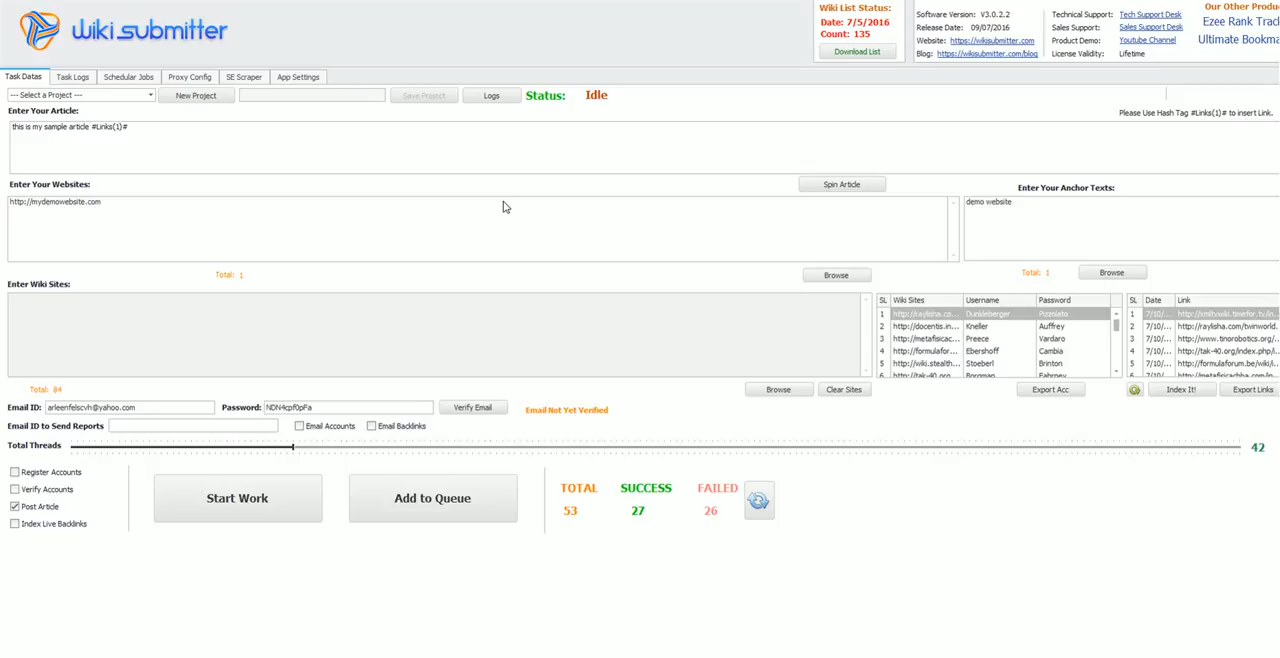 wiki submitter
Wiki List Status:
Date: 7/5/2016
Count: 135
Download List
Software Version: V3.0.2.2
Release Date: 09/07/2016
Website: https://wikisubmitter.com
Blog: https://wikisubmitter.com/blog
Technical Support: Tech Support Desk
Sales Support: Sales Support Desk
Product Demo: Youtube Channel
License Validity: Lifetime
Our Other Produ
Ezee Rank Track
Ultimate Bookma
Task Datas Task Logs Schedular Jobs Proxy Config SE Scraper App Settings
--- Select a Project --- New Project Save Project Logs Status: Idle
Enter Your Article:
Please Use Hash Tag #Links(1)# to insert Link.
this is my sample article #Links(1)#
Enter Your Websites:
Spin Article
Enter Your Anchor Texts:
http://mydemowebsite.com
demo website
Total: 1
Browse
Total: 1
Browse
Enter Wiki Sites:
SL Wiki Sites Username Password
1 http://raylisha.co... Dunkleberger Pizzolato
2 http://docentis.in... Kneller Auffrey
3 http://metafisicac... Preece Vardaro
4 http://formulafor... Ebershoff Cambia
5 http://wiki.stealth... Stoeberl Brinton
6 http://tak-40.org... Borgman Fahrney
SL Date Link
1 7/10/... http://xmltvwiki.timefor.tv/in
2 7/10/... http://raylisha.com/twinworld.
3 7/10/... http://www.tinorobotics.org/
4 7/10/... http://tak-40.org/index.php/i
5 7/10/... http://formulaforum.be/wiki/i
6 7/10/...
Total: 84
Browse Clear Sites Export Acc Index It! Export Links
Email ID: arleenfelscvh@yahoo.com Password: NDN4cpf0pFa Verify Email Email Not Yet Verified
Email ID to Send Reports Email Accounts Email Backlinks
Total Threads 42
Register Accounts
Verify Accounts
Post Article
Index Live Backlinks
Start Work
Add to Queue
TOTAL SUCCESS FAILED
53 27 26